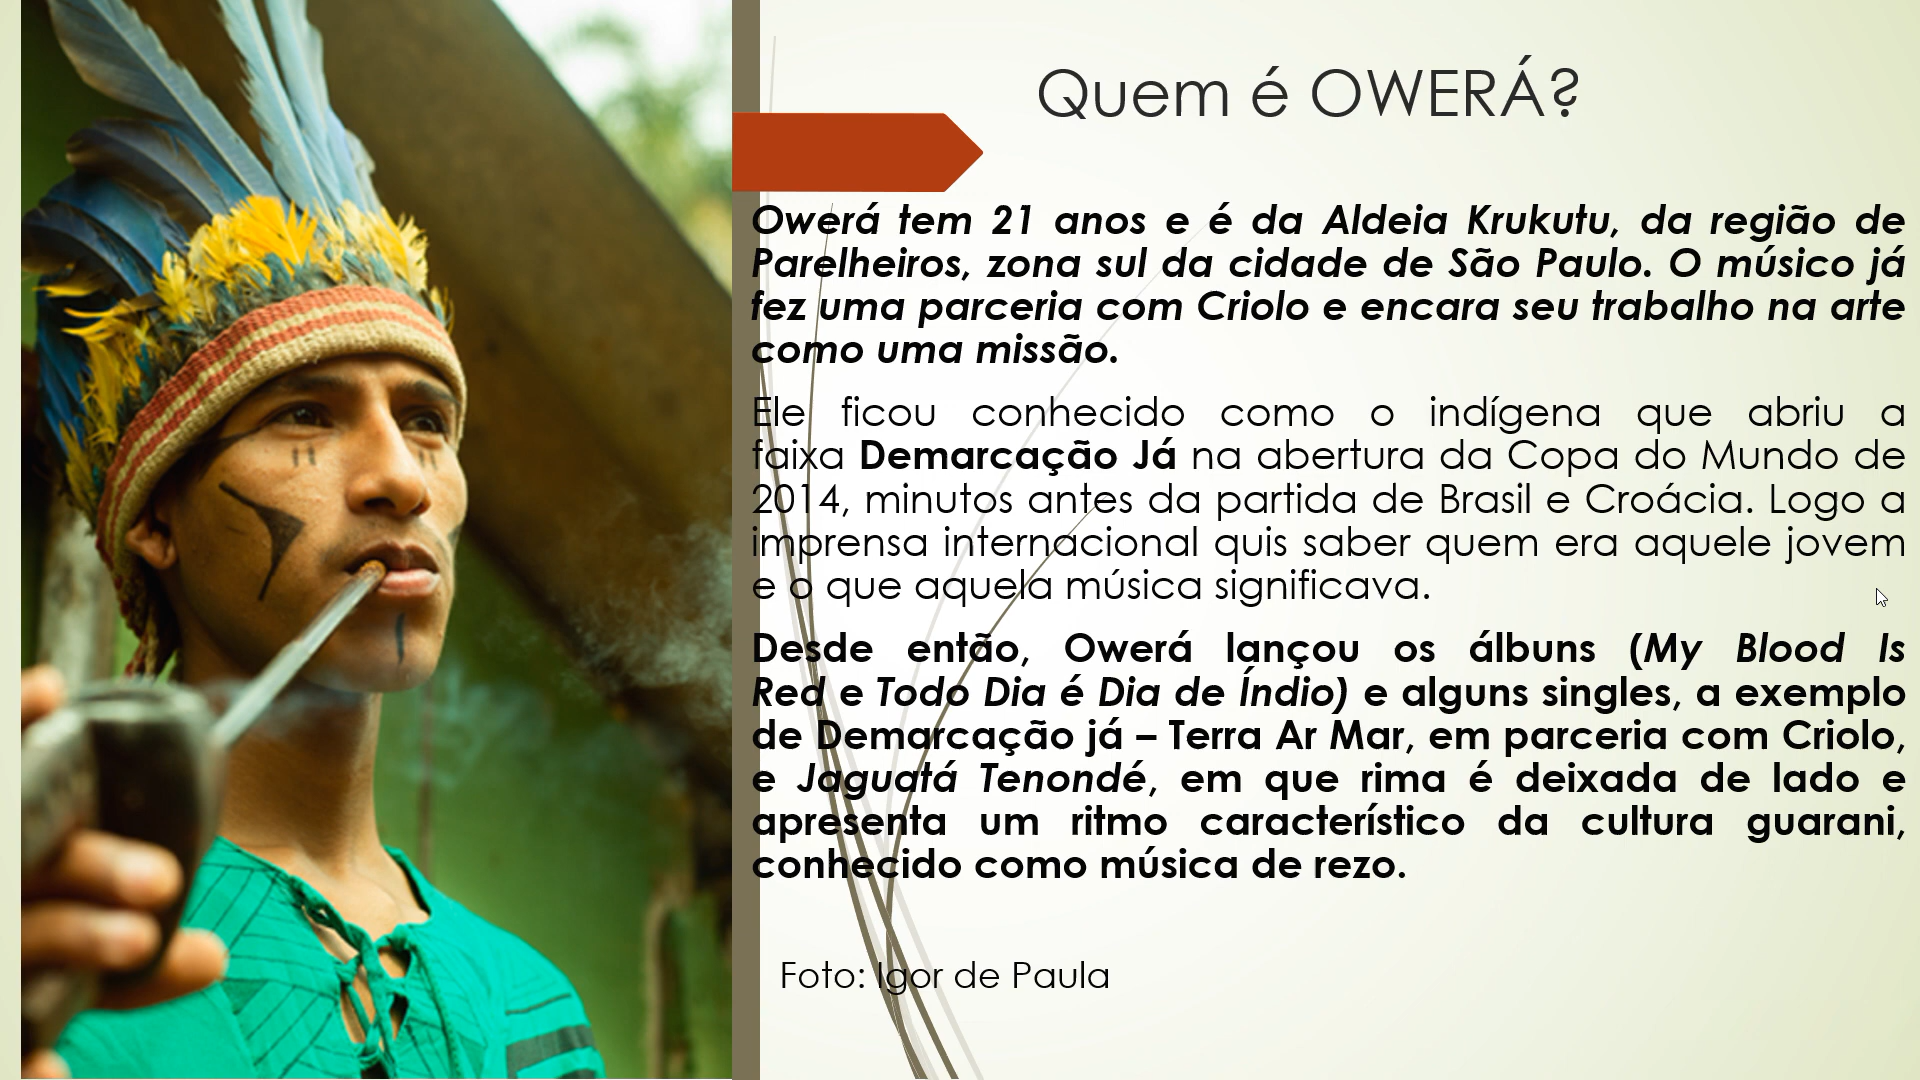 Quem é OWERÁ?
Owerá tem 21 anos e é da Aldeia Krukutu, da região de
Parelheiros, zona sul da cidade de São Paulo. O músico já
fez uma parceria com Criolo e encara seu trabalho na arte
como uma missão.
Ele ficou conhecido como o indígena que abriu a
faixa Demarcação Já na abertura da Copa do Mundo de
2014, minutos antes da partida de Brasil e Croácia. Logo a
imprensa internacional quis saber quem era aquele jovem
e o que aquela música significava.
Desde então, Owerá lançou os álbuns (My Blood Is
Red e Todo Dia é Dia de Índio) e alguns singles, a exemplo
de Demarcação já – Terra Ar Mar, em parceria com Criolo,
e Jaguatá Tenondé, em que rima é deixada de lado e
apresenta um ritmo característico da cultura guarani,
conhecido como música de rezo.
Foto: Igor de Paula